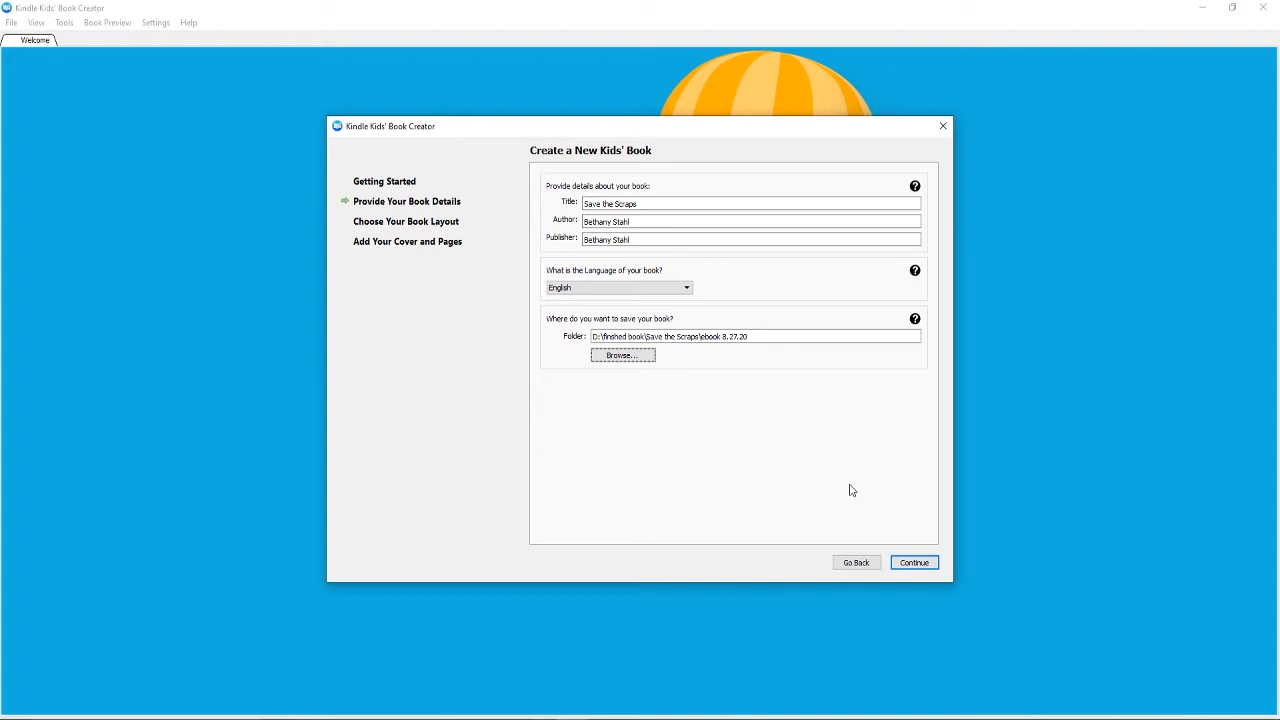 Kindle Kids' Book Creator
File View Tools Book Preview Settings Help
Welcome
Kindle Kids' Book Creator
Create a New Kids' Book
Getting Started
Provide Your Book Details
Choose Your Book Layout
Add Your Cover and Pages
Provide details about your book:
Title: Save the Scraps
Author: Bethany Stahl
Publisher: Bethany Stahl
What is the Language of your book?
English
Where do you want to save your book?
Folder: D:\finshed book\Save the Scraps\ebook 8.27.20
Browse...
Go Back Continue